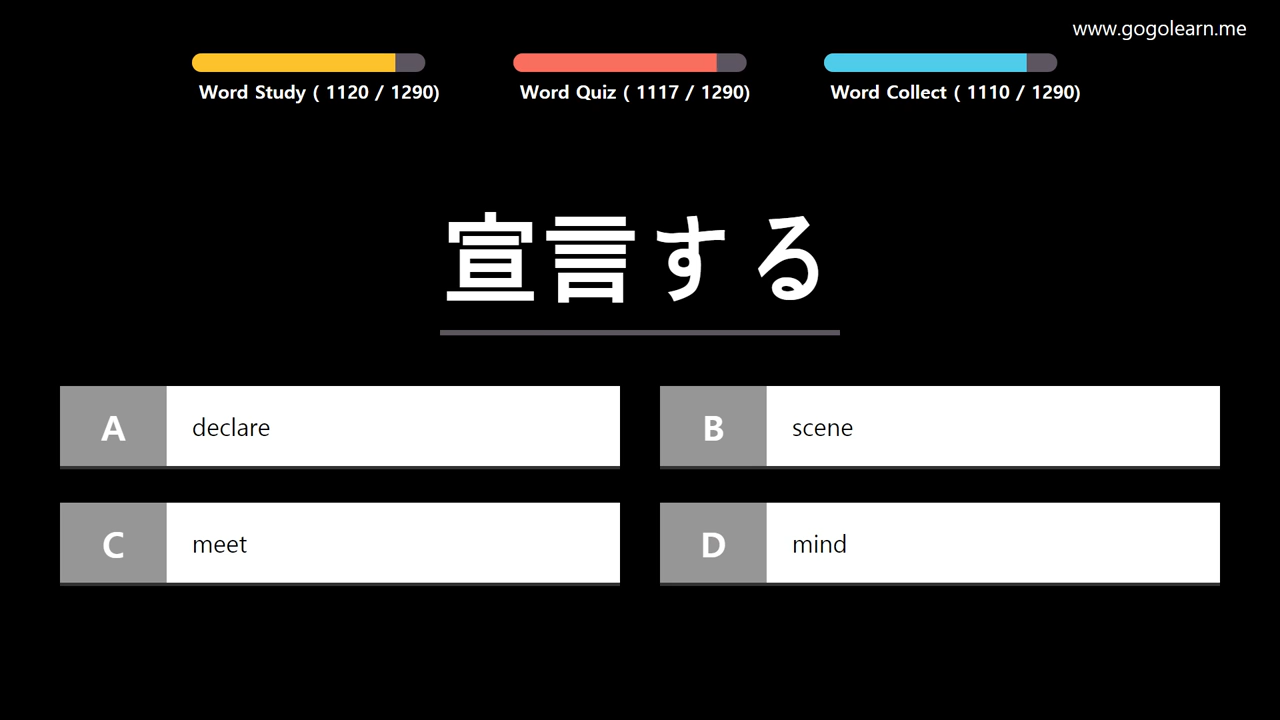 www.gogolearn.me
Word Study ( 1120 / 1290)
Word Quiz ( 1117 / 1290)
Word Collect ( 1110 / 1290)
宣言する
A declare
B scene
C meet
D mind